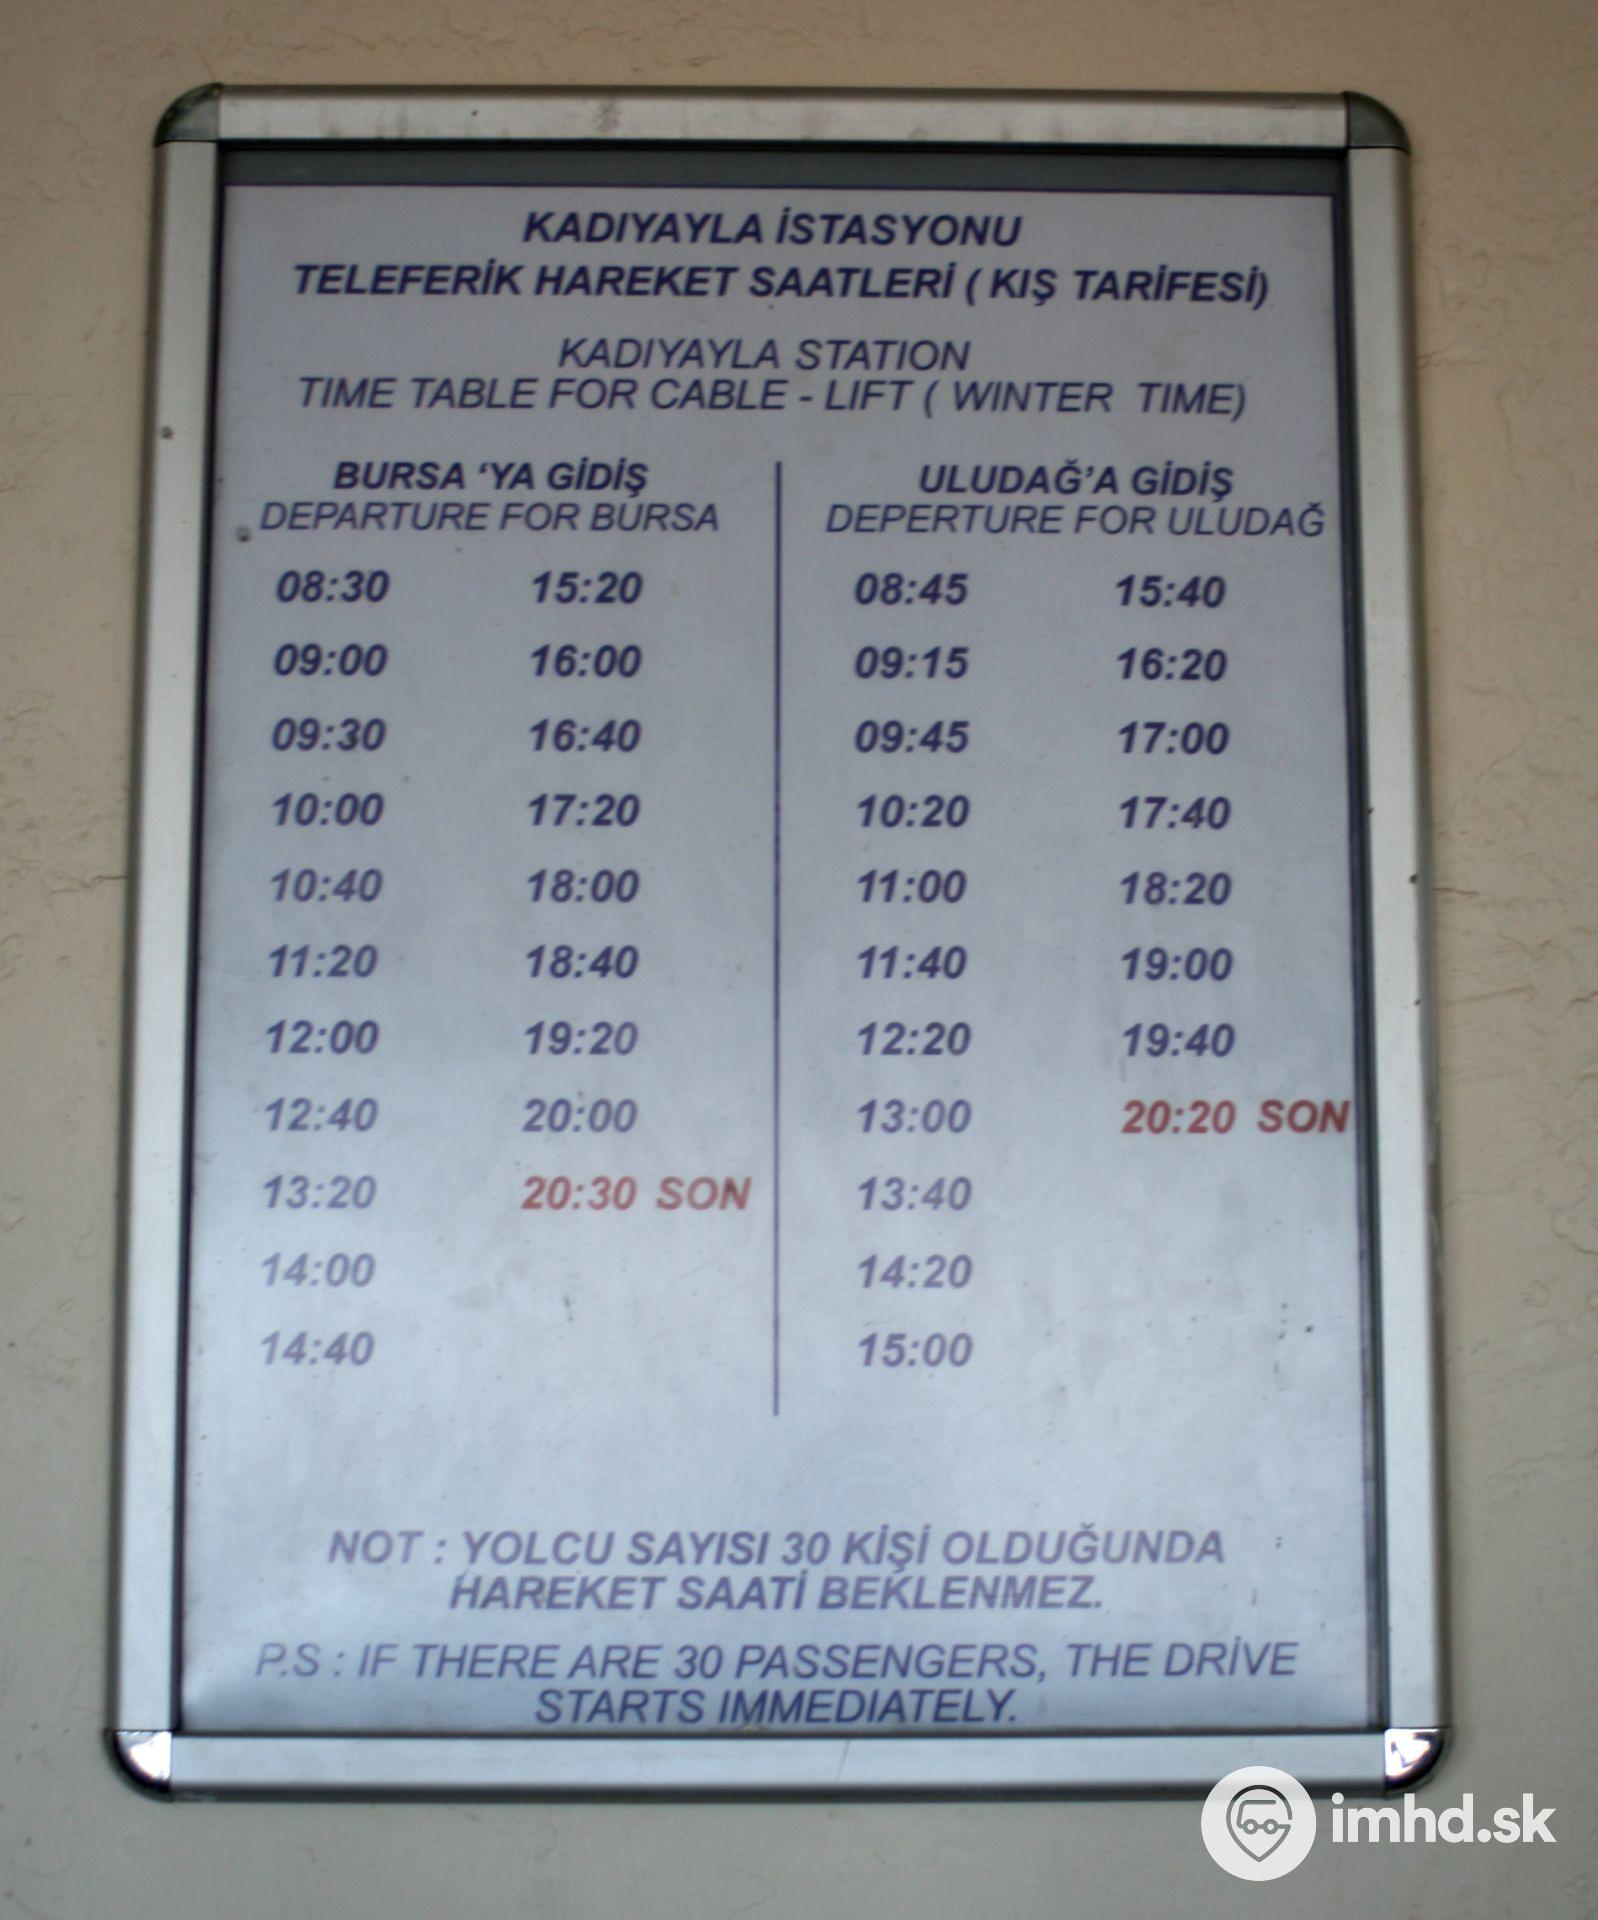 KADIYAYLA İSTASYONU
TELEFERİK HAREKET SAATLERİ ( KIŞ TARİFESİ)
KADIYAYLA STATION
TIME TABLE FOR CABLE - LIFT ( WINTER TIME)
BURSA ‘YA GİDİŞ
DEPARTURE FOR BURSA
08:30 15:20
09:00 16:00
09:30 16:40
10:00 17:20
10:40 18:00
11:20 18:40
12:00 19:20
12:40 20:00
13:20 20:30 SON
14:00
14:40
ULUDAĞ’A GİDİŞ
DEPERTURE FOR ULUDAĞ
08:45 15:40
09:15 16:20
09:45 17:00
10:20 17:40
11:00 18:20
11:40 19:00
12:20 19:40
13:00 20:20 SON
13:40
14:20
15:00
NOT : YOLCU SAYISI 30 KİŞİ OLDUĞUNDA
HAREKET SAATİ BEKLENMEZ.
P.S : IF THERE ARE 30 PASSENGERS, THE DRİVE
STARTS IMMEDIATELY.
imhd.sk